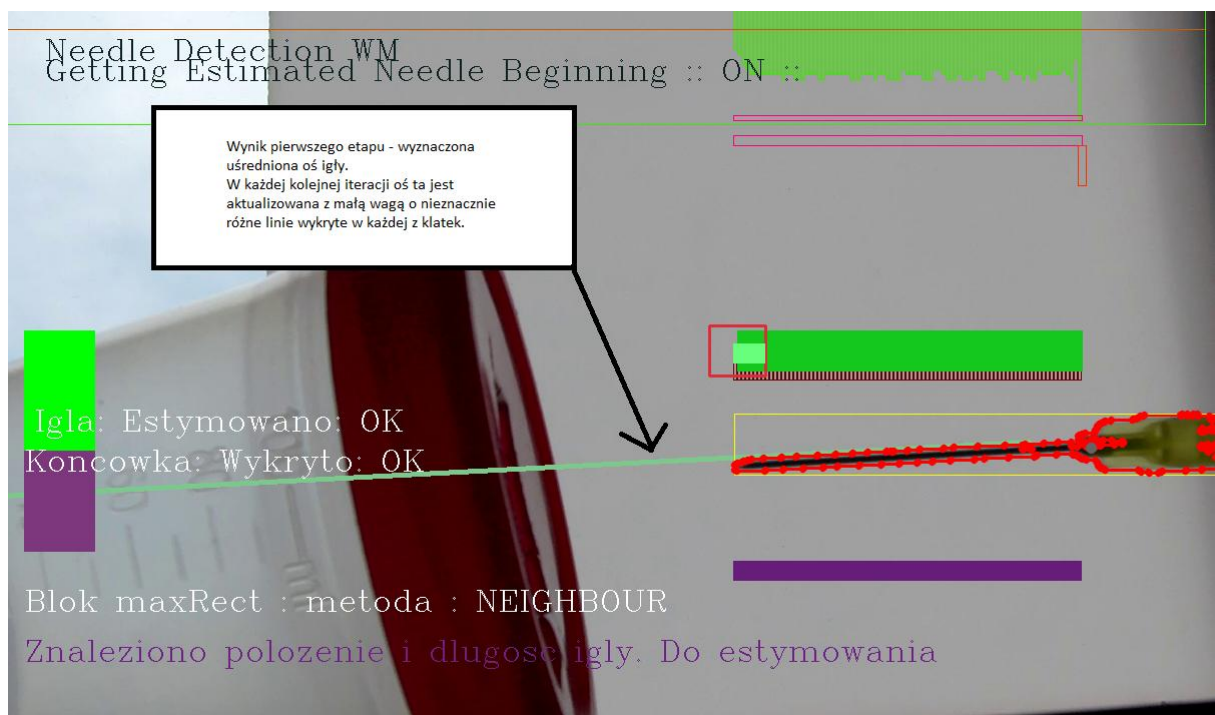 Needle Detection WM
Getting Estimated Needle Beginning :: ON ::
Wynik pierwszego etapu - wyznaczona
uśredniona oś igły.
W każdej kolejnej iteracji oś ta jest
aktualizowana z małą wagą o nieznacznie
różne linie wykryte w każdej z klatek.
Igla: Estymowano: OK
Koncowka: Wykryto: OK
Blok maxRect : metoda : NEIGHBOUR
Znaleziono polozenie i dlugosc igly. Do estymowania